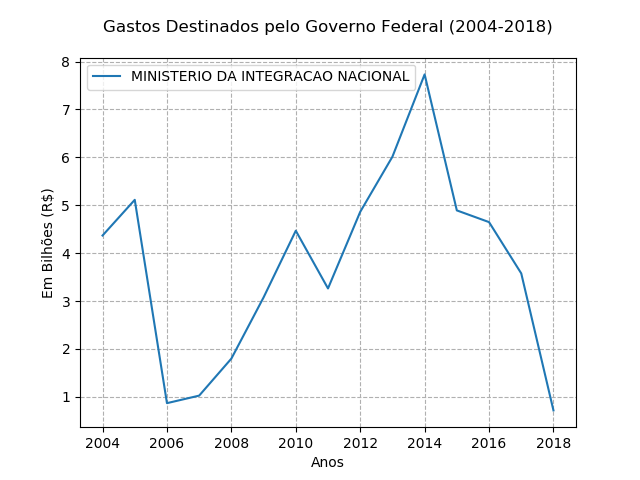 Gastos Destinados pelo Governo Federal (2004-2018)
MINISTERIO DA INTEGRACAO NACIONAL
8
7
6
5
4
3
2
1
Em Bilhões (R$)
2004 2006 2008 2010 2012 2014 2016 2018
Anos